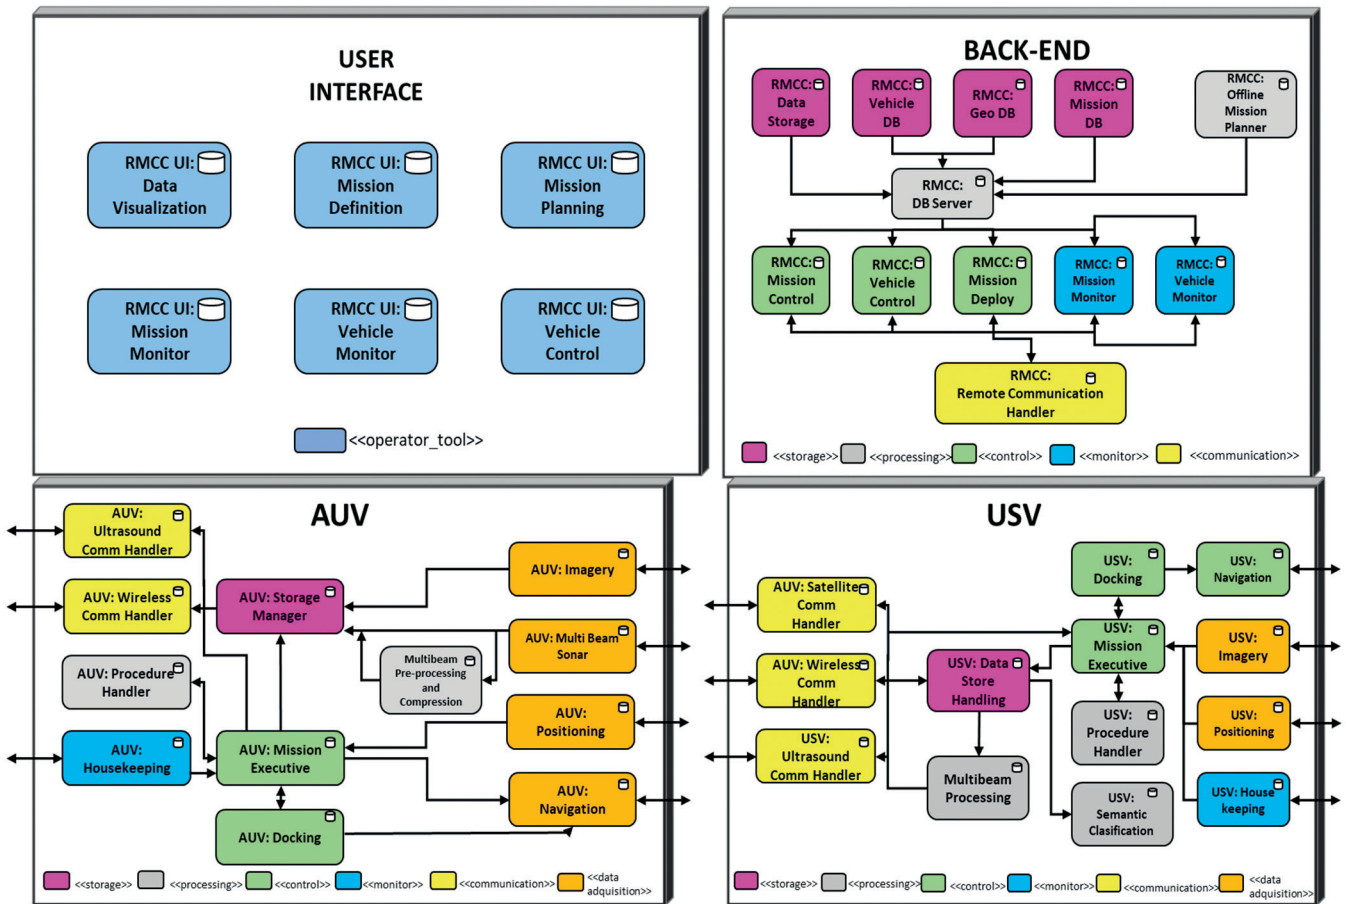 USER
INTERFACE
RMCC UI:
Data
Visualization
RMCC UI:
Mission
Definition
RMCC UI:
Mission
Planning
RMCC UI:
Mission
Monitor
RMCC UI:
Vehicle
Monitor
RMCC UI:
Vehicle
Control
<<operator_tool>>
BACK-END
RMCC:
Data
Storage
RMCC:
Vehicle
DB
RMCC:
Geo DB
RMCC:
Mission
DB
RMCC:
Offline
Mission
Planner
RMCC:
DB Server
RMCC:
Mission
Control
RMCC:
Vehicle
Control
RMCC:
Mission
Deploy
RMCC:
Mission
Monitor
RMCC:
Vehicle
Monitor
RMCC:
Remote Communication
Handler
<<storage>>
<<processing>>
<<control>>
<<monitor>>
<<communication>>
AUV
AUV:
Ultrasound
Comm Handler
AUV: Wireless
Comm Handler
AUV: Procedure
Handler
AUV:
Housekeeping
AUV: Storage
Manager
AUV: Mission
Executive
AUV: Docking
AUV: Imagery
AUV: Multi Beam
Sonar
Multibeam
Pre-processing
and
Compression
AUV:
Positioning
AUV:
Navigation
<<storage>>
<<processing>>
<<control>>
<<monitor>>
<<communication>>
<<data
adquisition>>
USV
AUV: Satellite
Comm
Handler
AUV: Wireless
Comm
Handler
USV:
Ultrasound
Comm Handler
USV: Data
Store
Handling
Multibeam
Processing
USV:
Docking
USV:
Mission
Executive
USV:
Procedure
Handler
USV:
Semantic
Clasification
USV:
Navigation
USV:
Imagery
USV:
Positioning
USV: House
keeping
<<storage>>
<<processing>>
<<control>>
<<monitor>>
<<communication>>
<<data
adquisition>>